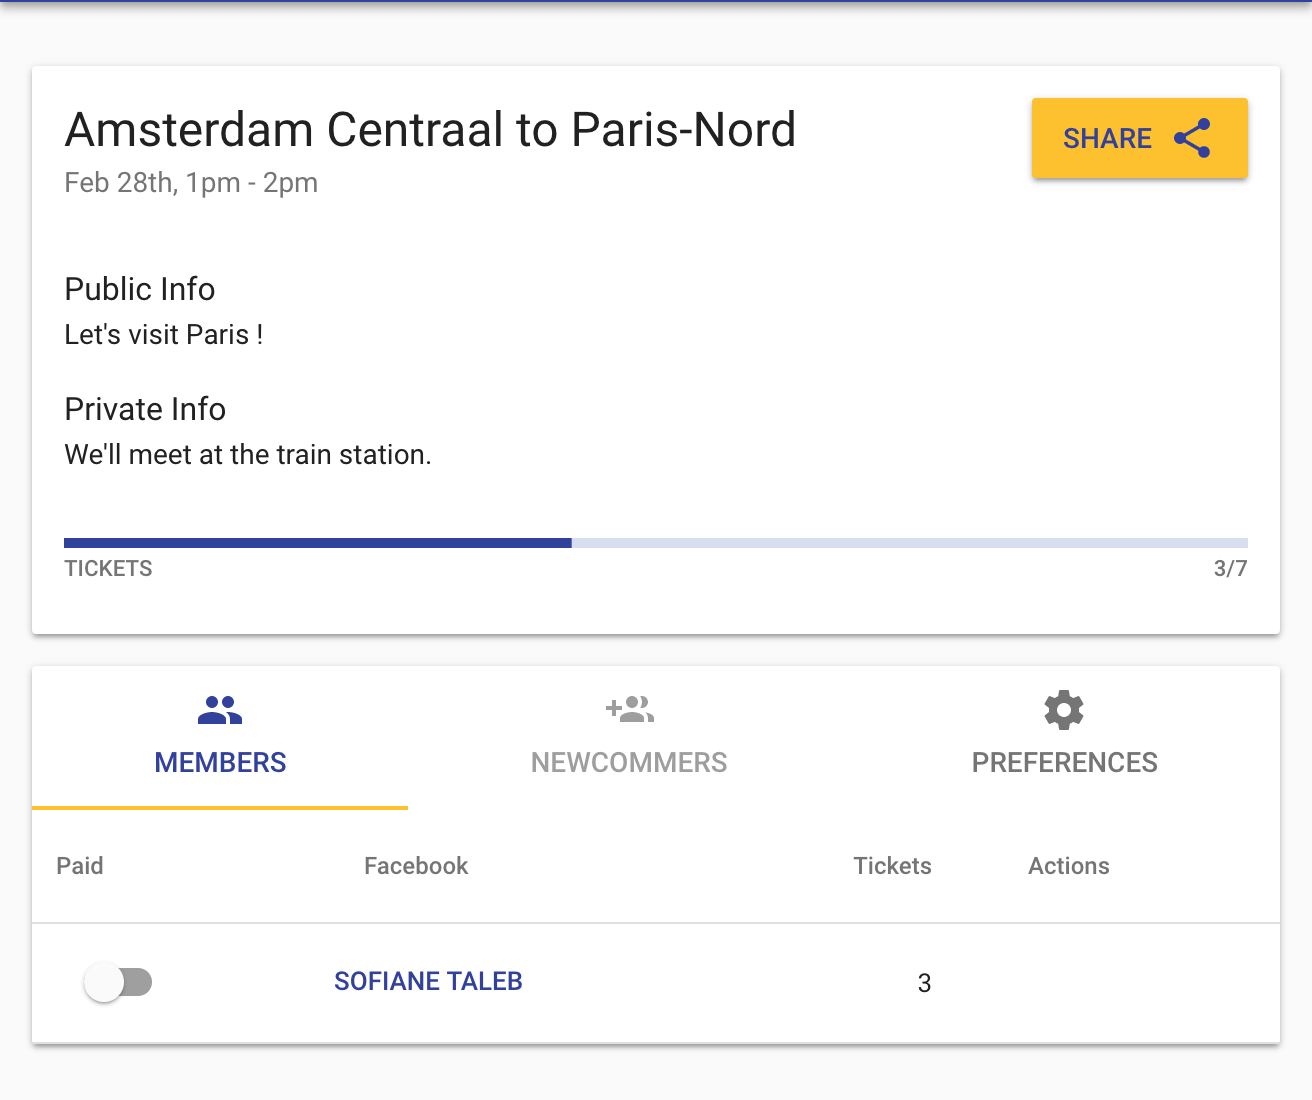 Amsterdam Centraal to Paris-Nord
SHARE
Feb 28th, 1pm - 2pm
Public Info
Let's visit Paris !
Private Info
We'll meet at the train station.
TICKETS 3/7
MEMBERS NEWCOMMERS PREFERENCES
Paid Facebook Tickets Actions
SOFIANE TALEB 3